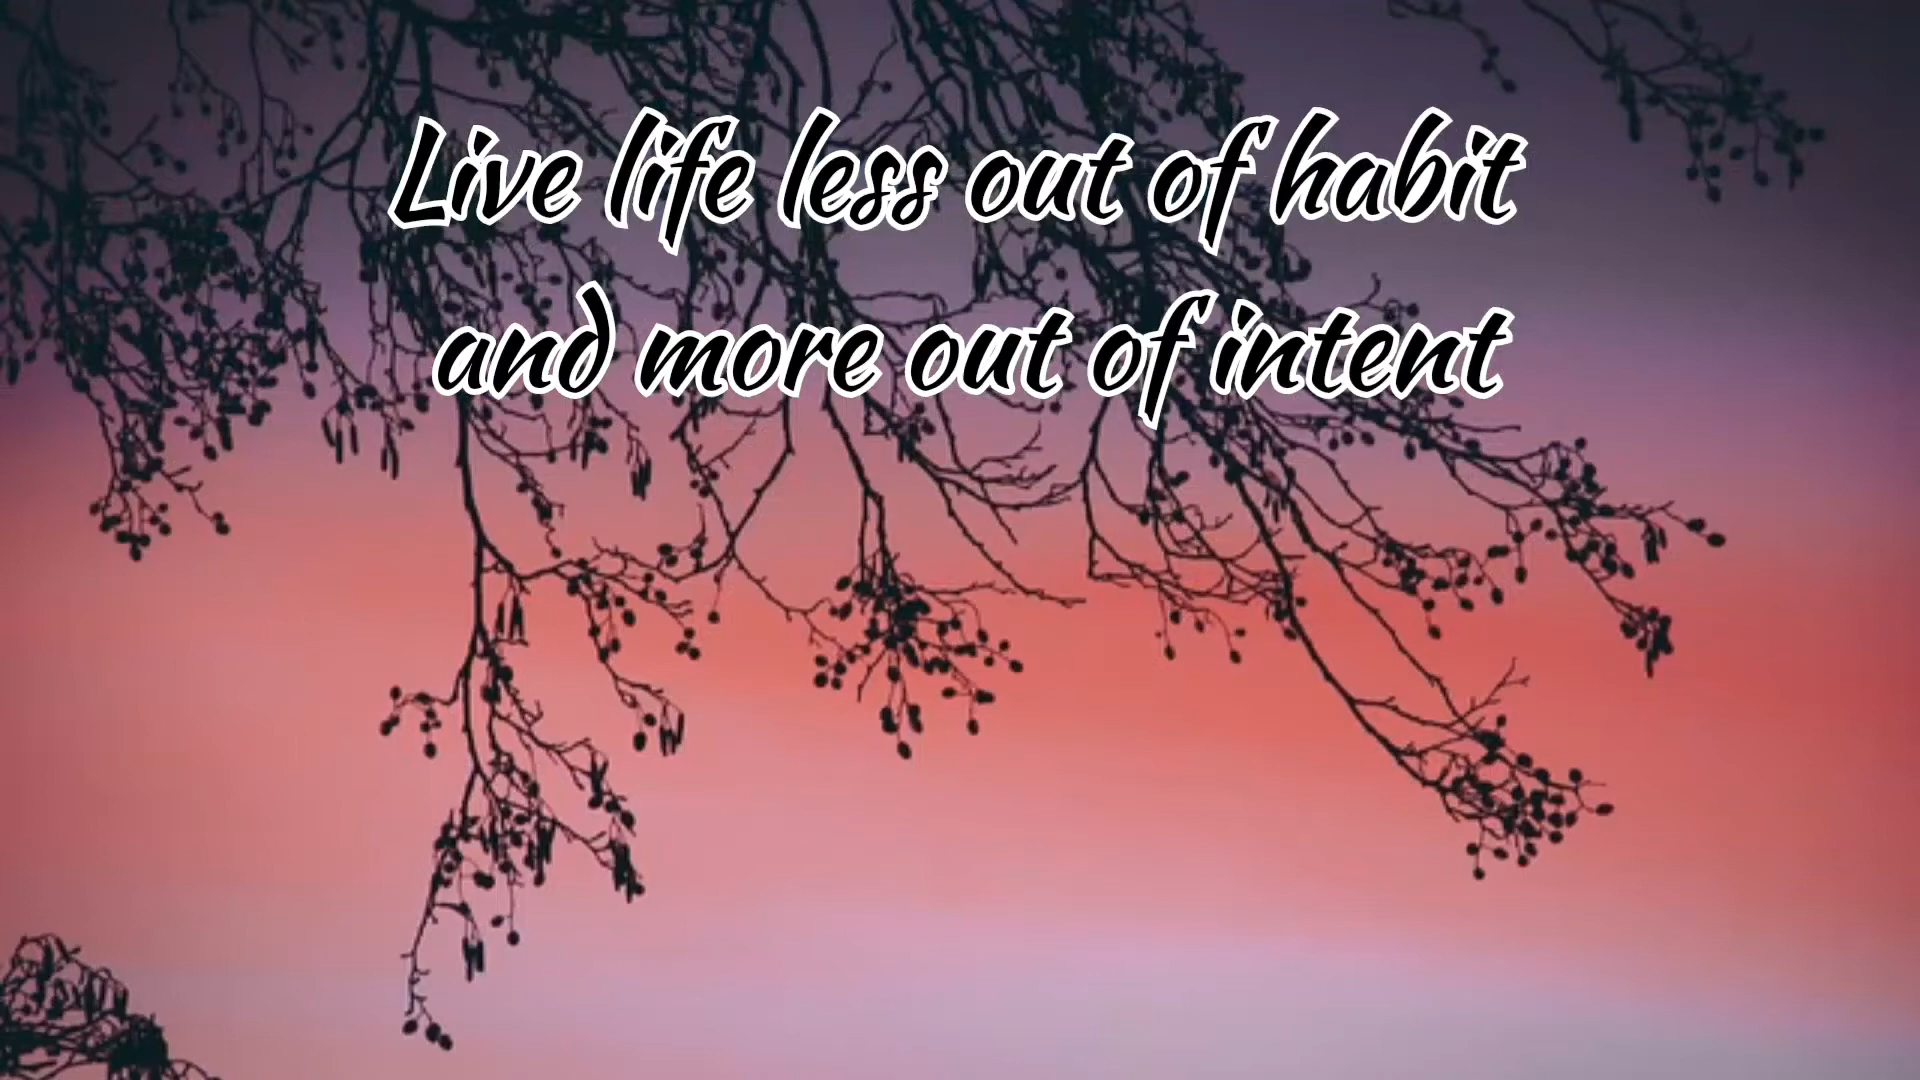 Live life less out of habit
and more out of intent